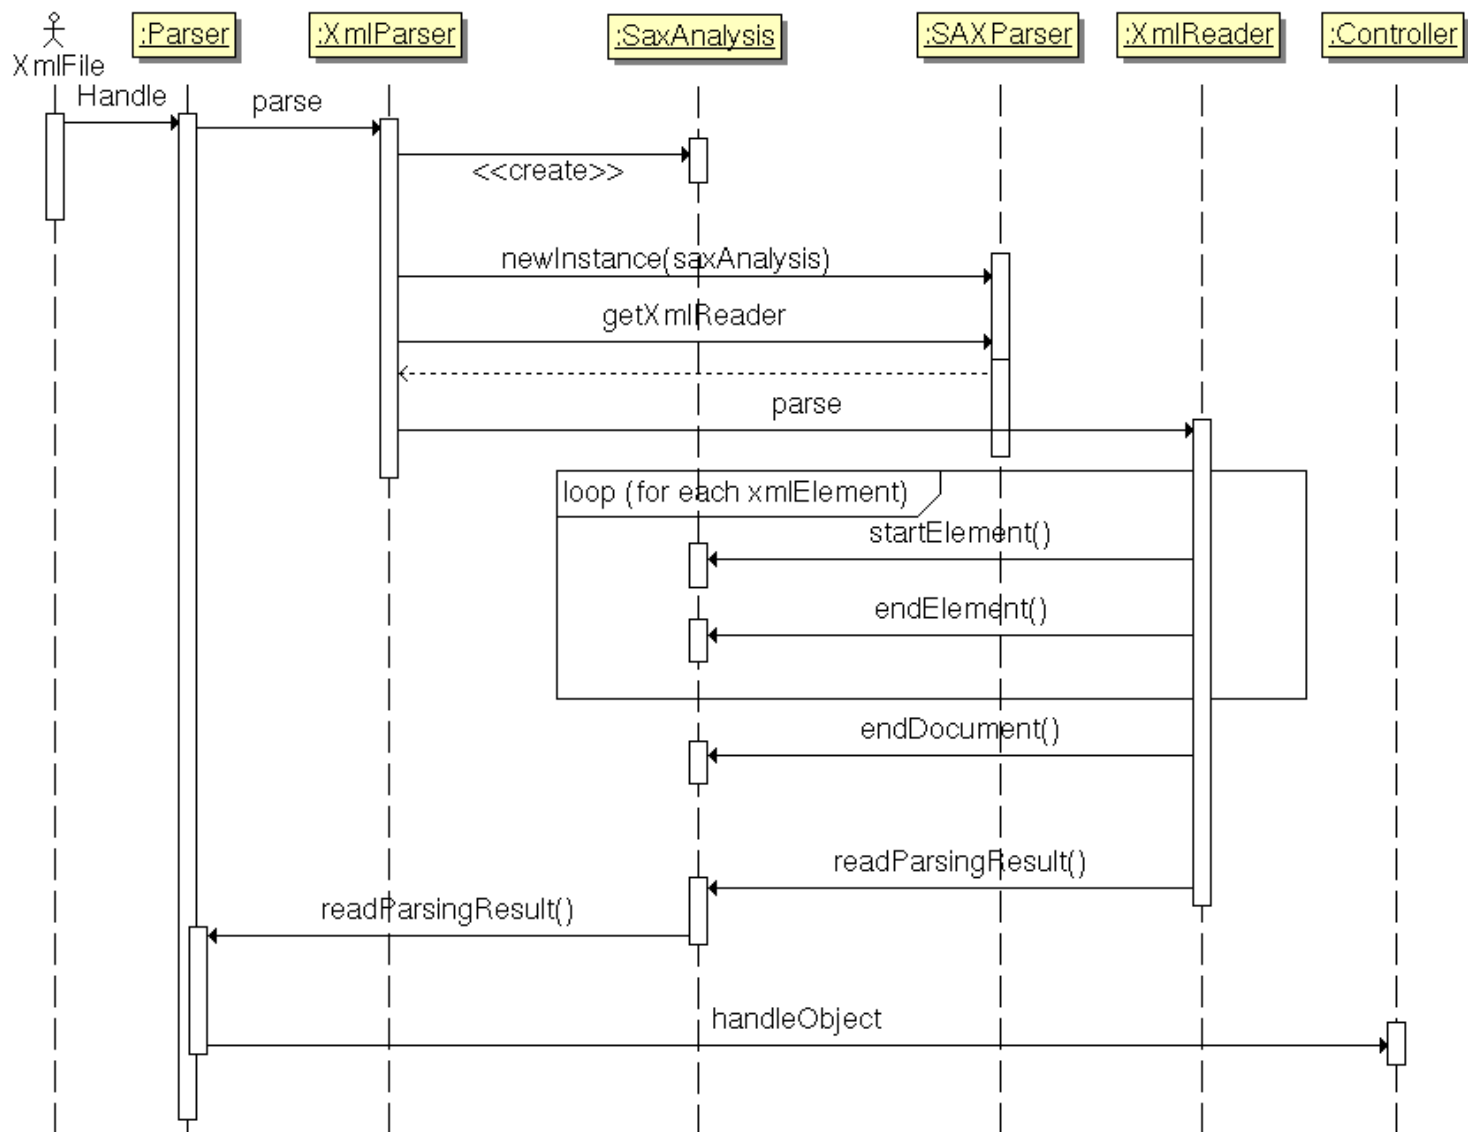 :Parser
:XmlParser
:SaxAnalysis
:SAXParser
:XmlReader
:Controller
XmlFile
Handle
parse
<<create>>
newInstance(saxAnalysis)
getXmlReader
parse
loop (for each xmlElement)
startElement()
endElement()
endDocument()
readParsingResult()
readParsingResult()
handleObject